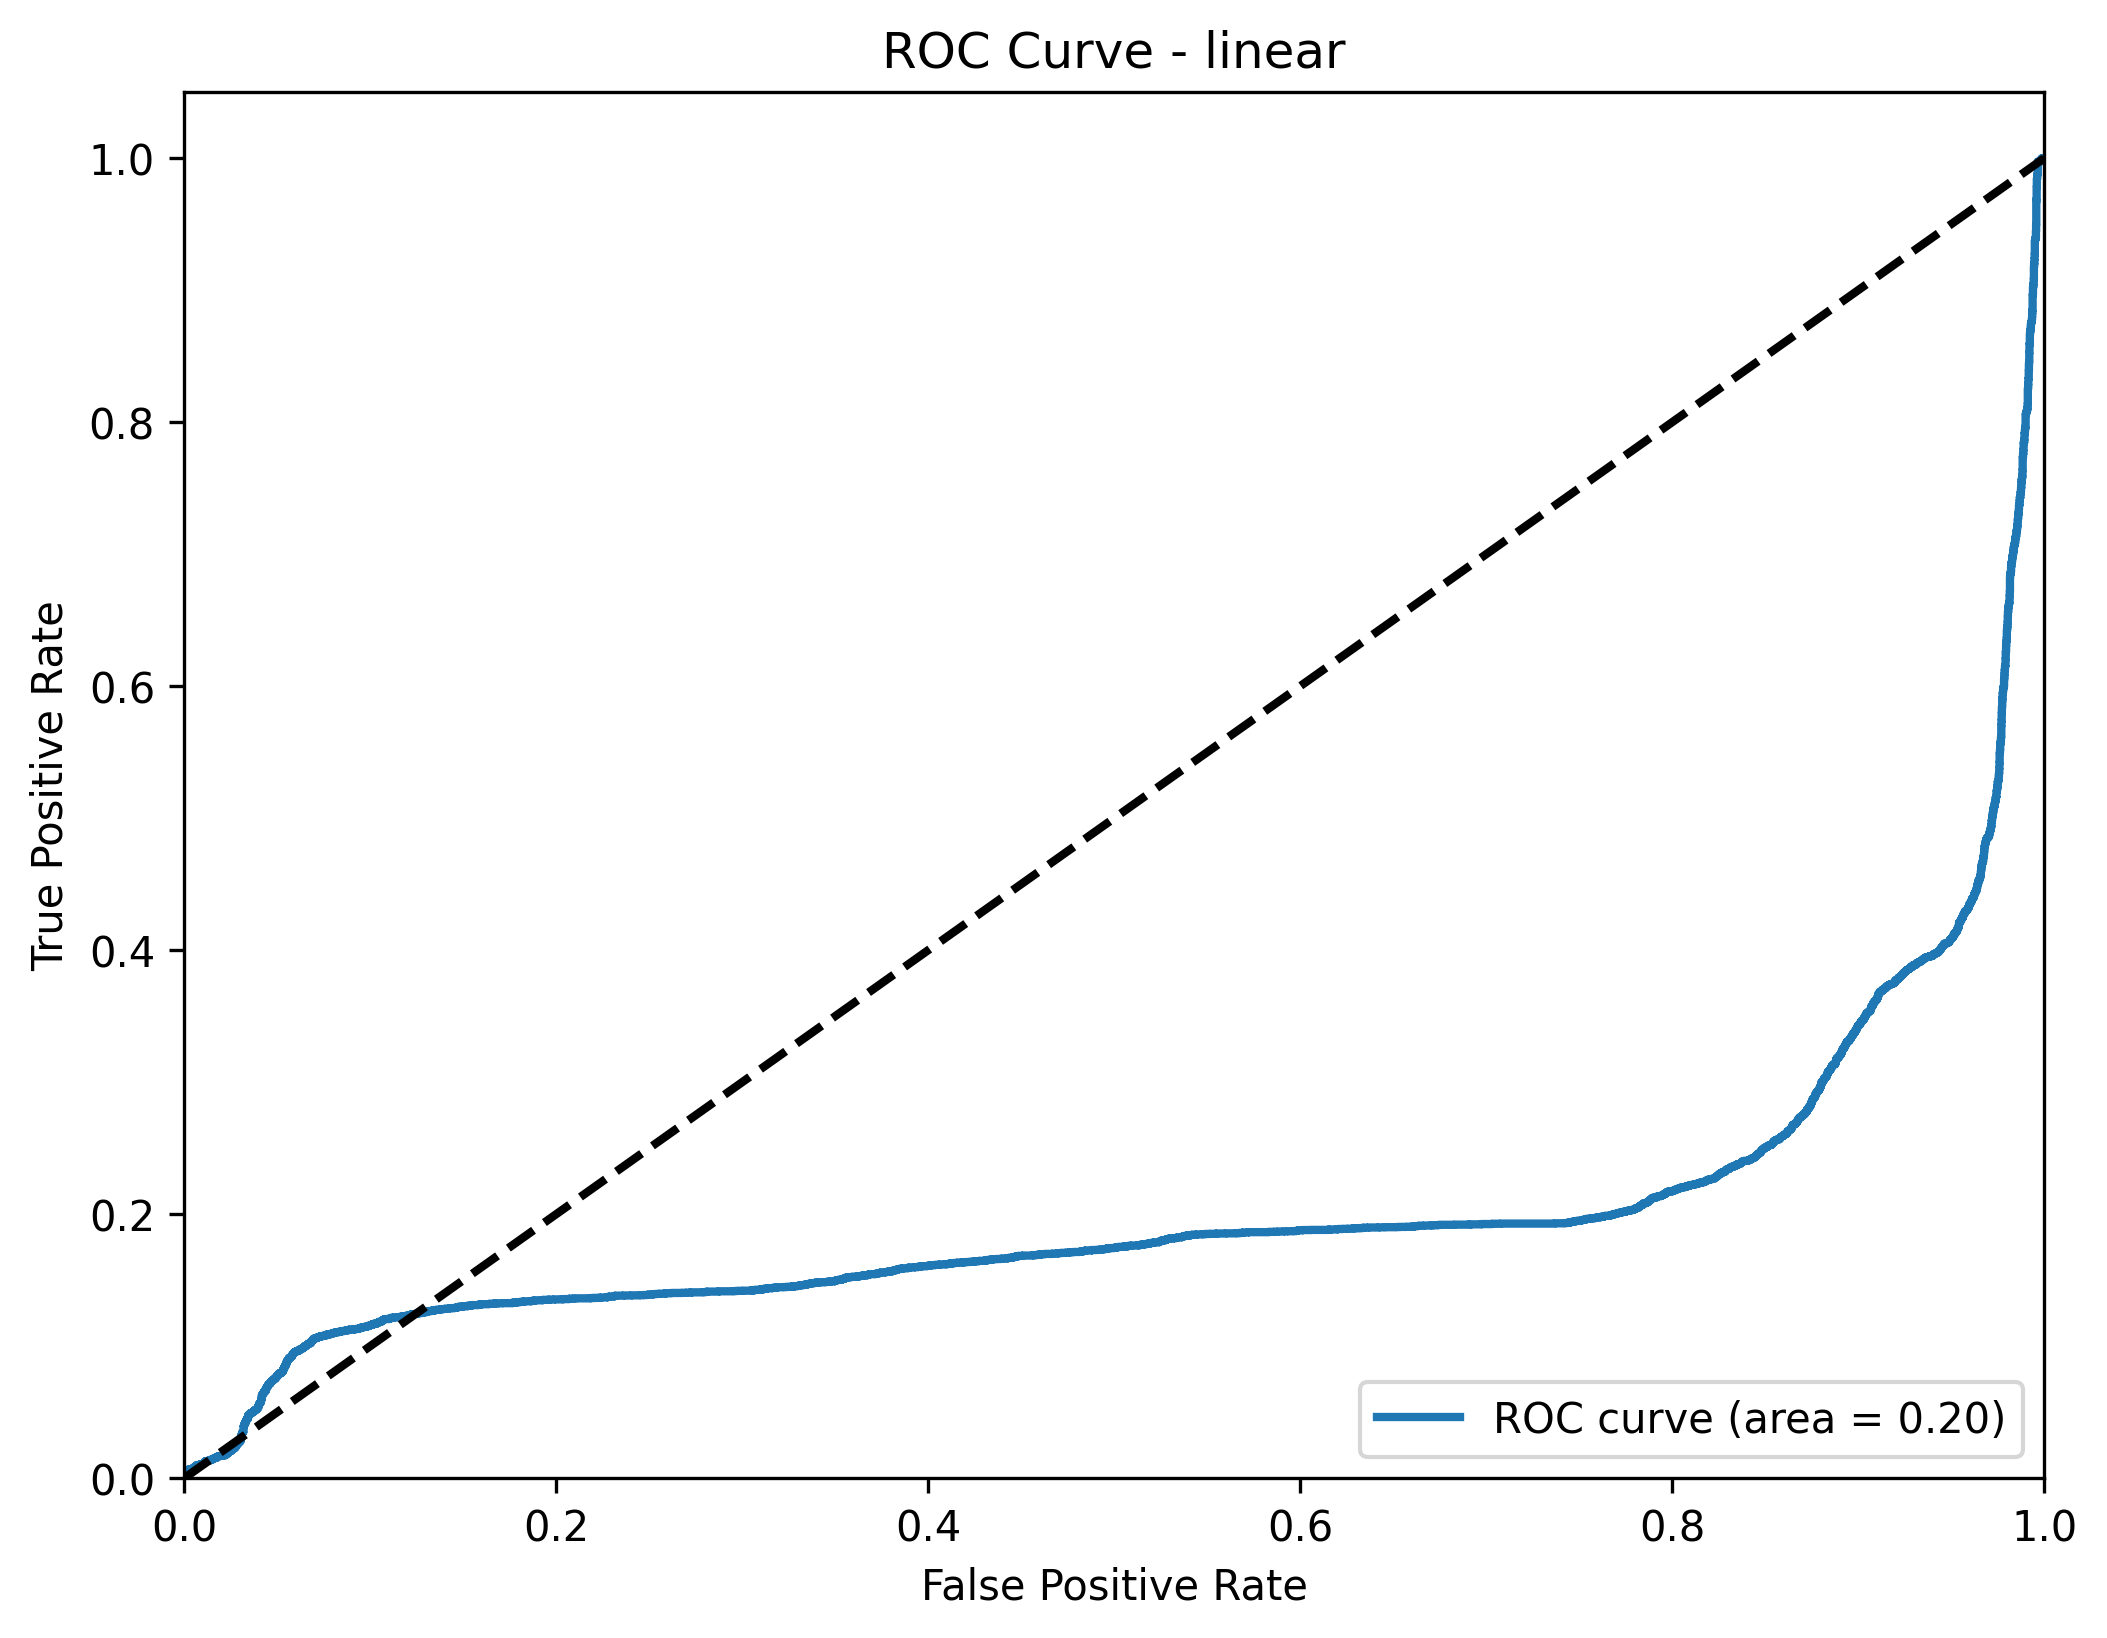 ROC Curve - linear
True Positive Rate
1.0
0.8
0.6
0.4
0.2
0.0
0.0 0.2 0.4 0.6 0.8 1.0
False Positive Rate
ROC curve (area = 0.20)